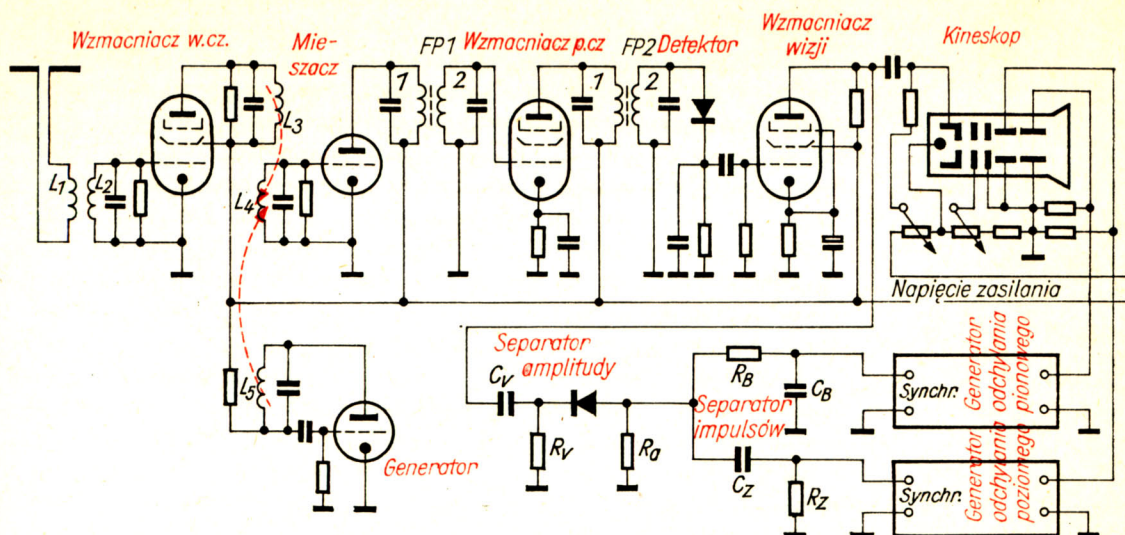 Wzmacniacz w.cz.
Mie-
szacz
FP1
Wzmacniacz p.cz
FP2
Detektor
Wzmacniacz
wizji
Kineskop
1
2
1
2
L1
L2
L3
L4
L5
Generator
Napięcie zasilania
Separator
amplitudy
CV
RV
Ra
RB
CB
Separator
impulsów
CZ
RZ
Synchr.
Generator
odchylania
pionowego
Synchr.
Generator
odchylania
poziomego